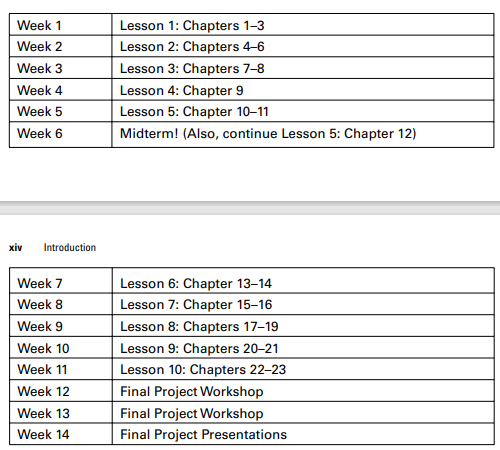 Week 1 Lesson 1: Chapters 1–3
Week 2 Lesson 2: Chapters 4–6
Week 3 Lesson 3: Chapters 7–8
Week 4 Lesson 4: Chapter 9
Week 5 Lesson 5: Chapter 10–11
Week 6 Midterm! (Also, continue Lesson 5: Chapter 12)
xiv Introduction
Week 7 Lesson 6: Chapter 13–14
Week 8 Lesson 7: Chapter 15–16
Week 9 Lesson 8: Chapters 17–19
Week 10 Lesson 9: Chapters 20–21
Week 11 Lesson 10: Chapters 22–23
Week 12 Final Project Workshop
Week 13 Final Project Workshop
Week 14 Final Project Presentations